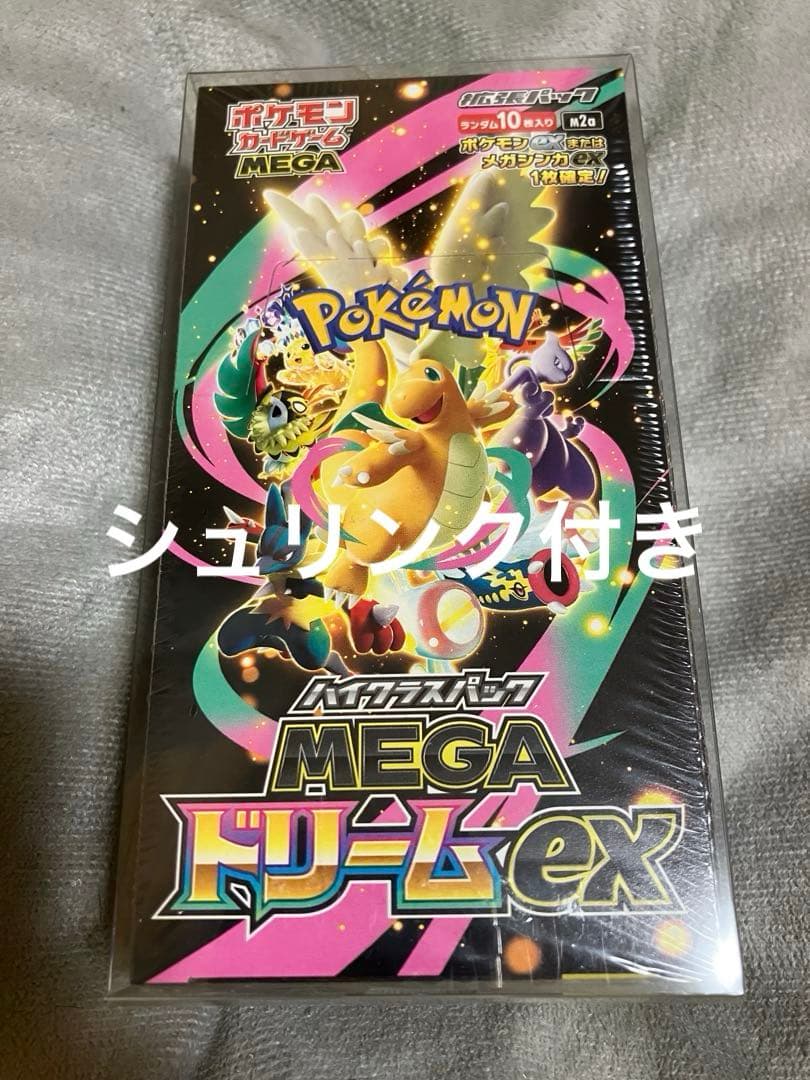 ポケモン
カードゲーム
MEGA
拡張パック
ランダム10枚入り m2a
ポケモンexまたは
メガシンカex
1枚確定!
POKéMON
シュリンク付き
ハイクラスパック
MEGA
ドリームex